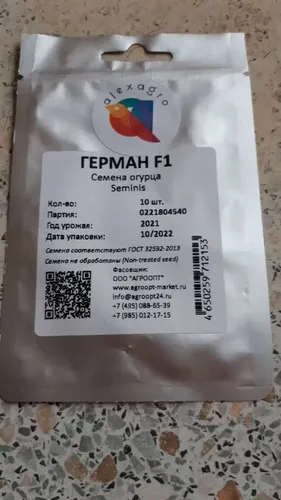 alexagro
ГЕРМАН F1
Семена огурца
Seminis
Кол-во: 10 шт.
Партия: 0221804540
Год урожая: 2021
Дата упаковки: 10/2022
Семена соответствуют ГОСТ 32592-2013
Семена не обработаны (Non-treated seed)
Фасовщик:
ООО "АГРООПТ"
www.agroopt-market.ru
info@agroopt24.ru
+7 (495) 088-65-39
+7 (985) 012-17-15
4650259712153